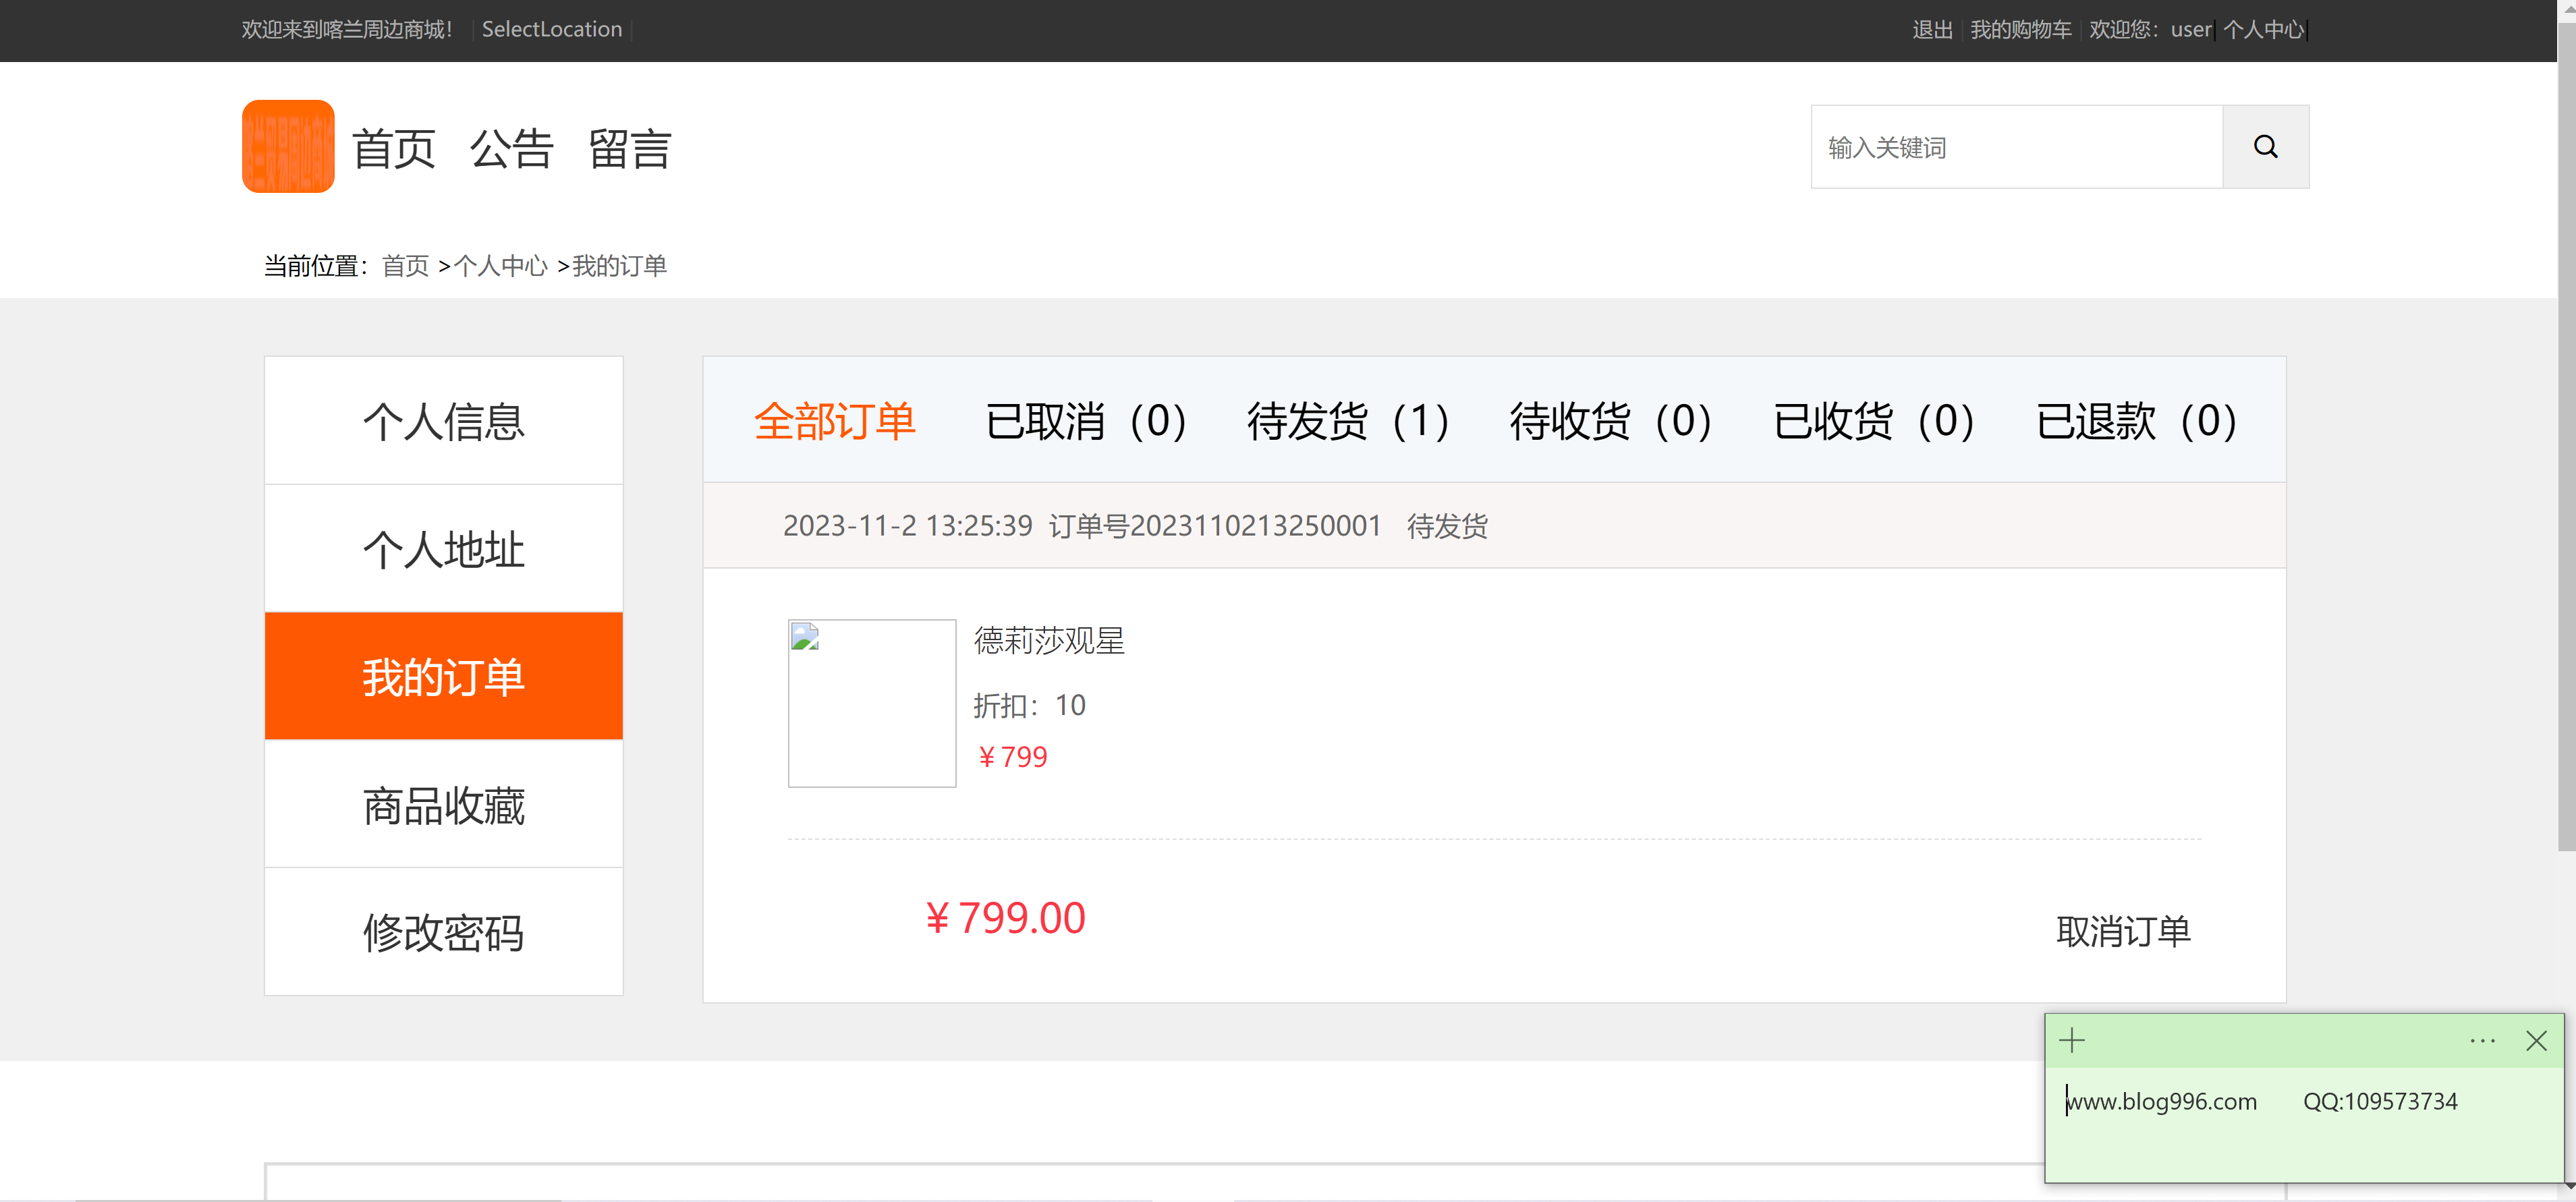 欢迎来到喀兰周边商城! | SelectLocation |
退出 | 我的购物车 | 欢迎您：user| 个人中心|
首页 公告 留言
输入关键词
当前位置：首页 >个人中心 >我的订单
个人信息
个人地址
我的订单
商品收藏
修改密码
全部订单 已取消（0） 待发货（1） 待收货（0） 已收货（0） 已退款（0）
2023-11-2 13:25:39 订单号2023110213250001 待发货
德莉莎观星
折扣：10
¥799
¥799.00
取消订单
www.blog996.com QQ:109573734